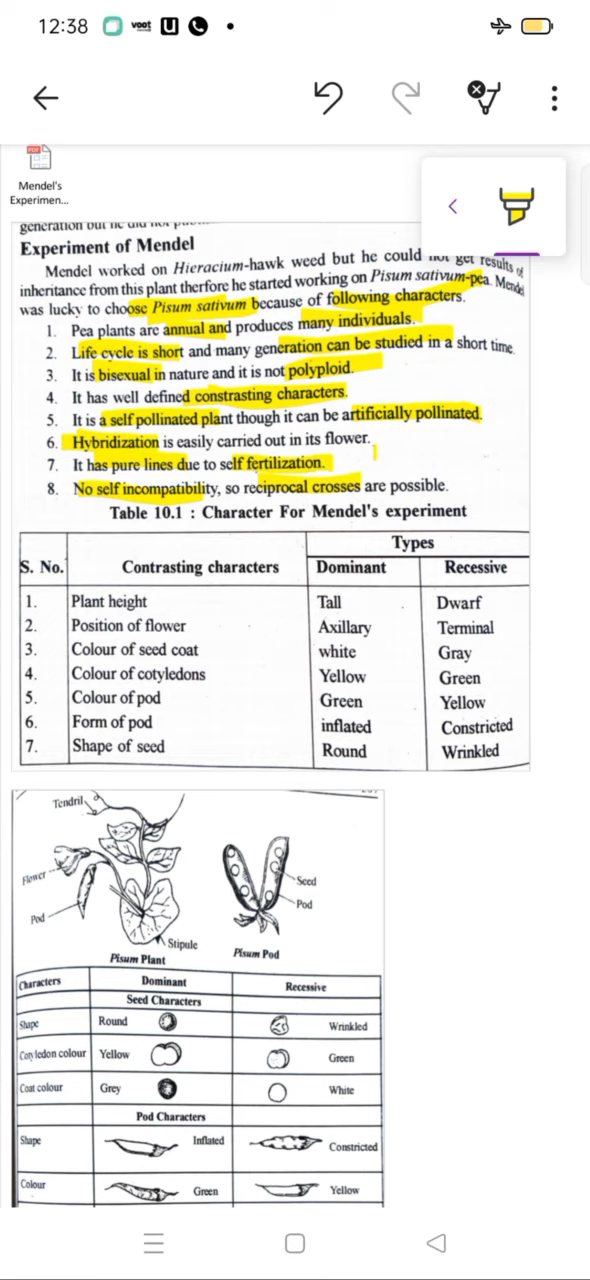 12:38 voot U
PDF
Mendel's
Experimen...
Experiment of Mendel
Mendel worked on Hieracium-hawk weed but he could not get results of
inheritance from this plant therfore he started working on Pisum sativum-pea. Mendel
was lucky to choose Pisum sativum because of following characters.
1. Pea plants are annual and produces many individuals.
2. Life cycle is short and many generation can be studied in a short time.
3. It is bisexual in nature and it is not polyploid.
4. It has well defined constrasting characters.
5. It is a self pollinated plant though it can be artificially pollinated.
6. Hybridization is easily carried out in its flower.
7. It has pure lines due to self fertilization.
8. No self incompatibility, so reciprocal crosses are possible.
Table 10.1 : Character For Mendel's experiment
Types
S. No. Contrasting characters Dominant Recessive
1. Plant height Tall Dwarf
2. Position of flower Axillary Terminal
3. Colour of seed coat white Gray
4. Colour of cotyledons Yellow Green
5. Colour of pod Green Yellow
6. Form of pod inflated Constricted
7. Shape of seed Round Wrinkled
Tendril
Flower
Seed
Pod
Pod
Stipule
Pisum Plant Pisum Pod
Characters Dominant Recessive
Seed Characters
Shape Round Wrinkled
Cotyledon colour Yellow Green
Coat colour Grey White
Pod Characters
Shape Inflated Constricted
Colour Green Yellow